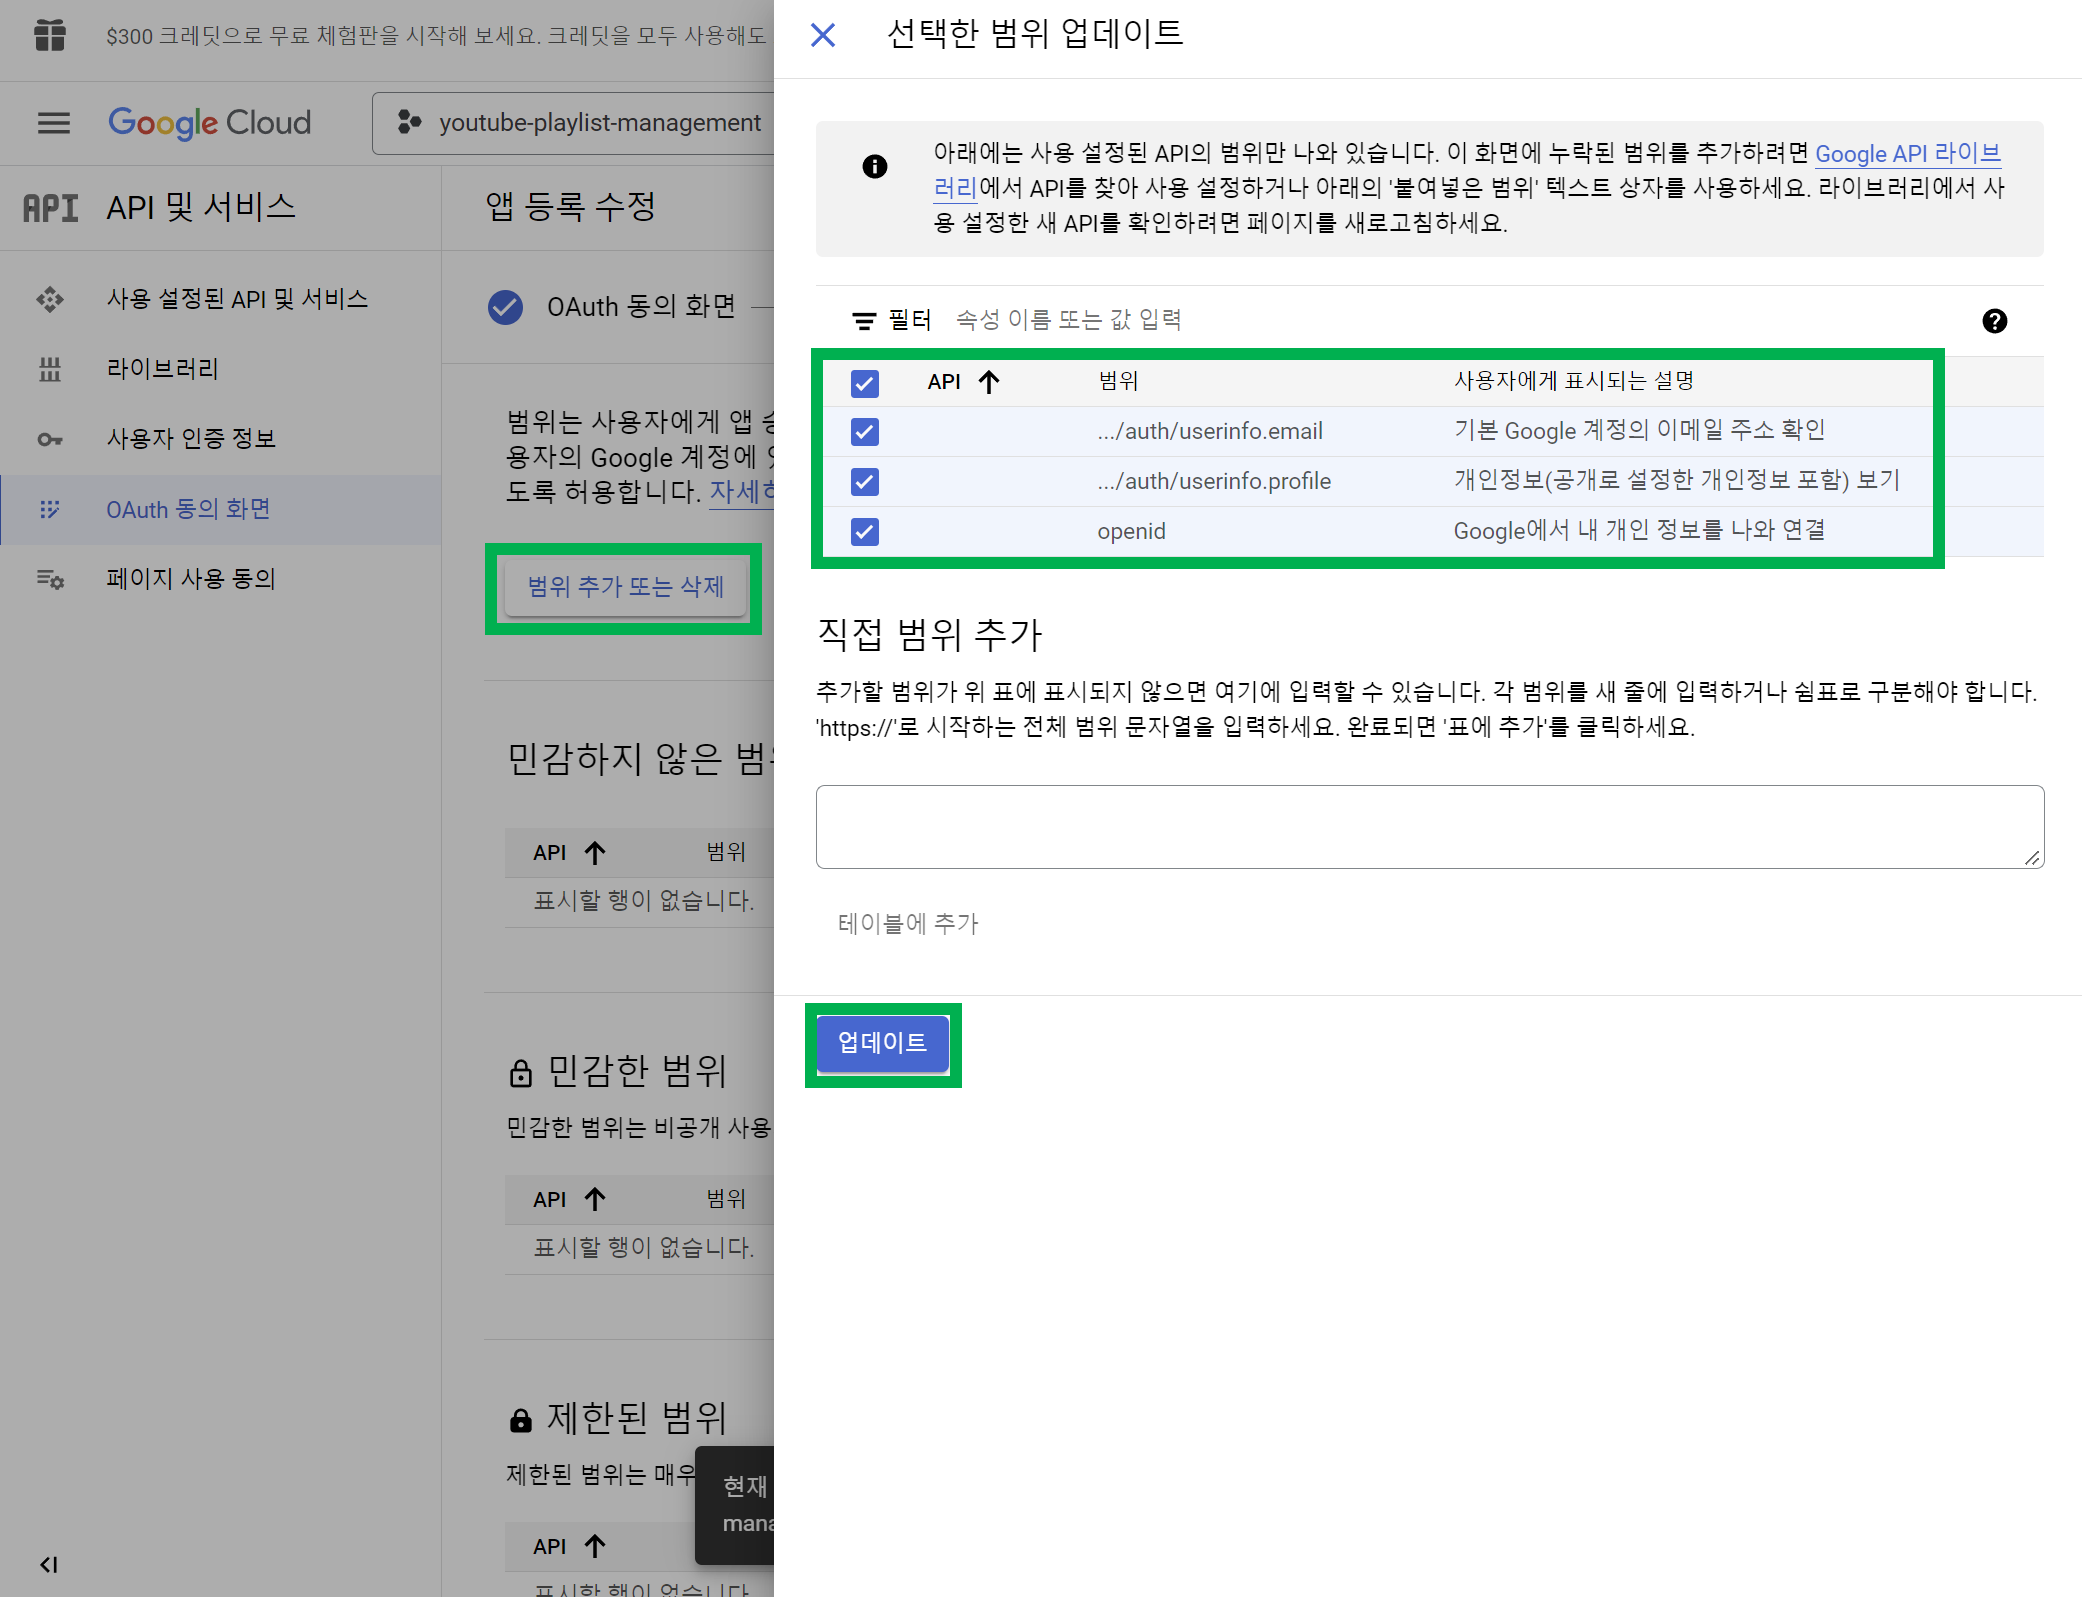 $300 크레딧으로 무료 체험판을 시작해 보세요. 크레딧을 모두 사용해도
Google Cloud
youtube-playlist-management
API API 및 서비스
사용 설정된 API 및 서비스
라이브러리
사용자 인증 정보
OAuth 동의 화면
페이지 사용 동의
앱 등록 수정
OAuth 동의 화면
범위는 사용자에게 앱
용자의 Google 계정에
도록 허용합니다. 자세히
범위 추가 또는 삭제
민감하지 않은 범위
API 범위
표시할 행이 없습니다.
민감한 범위
민감한 범위는 비공개 사용
API 범위
표시할 행이 없습니다.
제한된 범위
제한된 범위는 매우
API
표시할 행이 없습니다.
현재
mana
선택한 범위 업데이트
아래에는 사용 설정된 API의 범위만 나와 있습니다. 이 화면에 누락된 범위를 추가하려면 Google API 라이브
러리에서 API를 찾아 사용 설정하거나 아래의 '붙여넣은 범위' 텍스트 상자를 사용하세요. 라이브러리에서 사
용 설정한 새 API를 확인하려면 페이지를 새로고침하세요.
필터 속성 이름 또는 값 입력
API 범위 사용자에게 표시되는 설명
.../auth/userinfo.email 기본 Google 계정의 이메일 주소 확인
.../auth/userinfo.profile 개인정보(공개로 설정한 개인정보 포함) 보기
openid Google에서 내 개인 정보를 나와 연결
직접 범위 추가
추가할 범위가 위 표에 표시되지 않으면 여기에 입력할 수 있습니다. 각 범위를 새 줄에 입력하거나 쉼표로 구분해야 합니다.
'https://'로 시작하는 전체 범위 문자열을 입력하세요. 완료되면 '표에 추가'를 클릭하세요.
테이블에 추가
업데이트